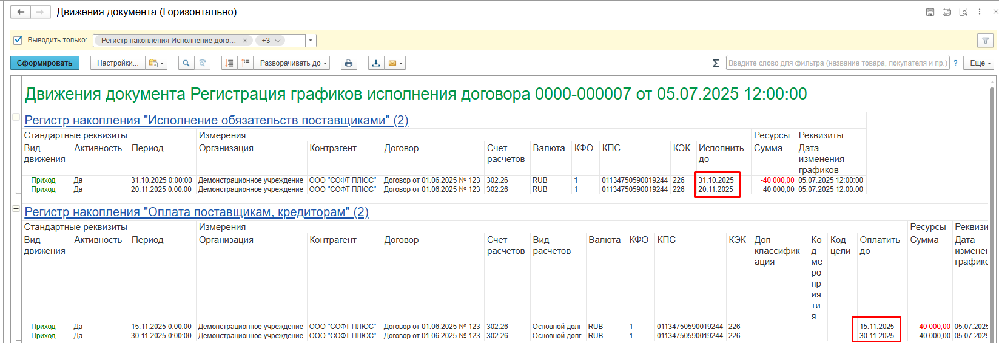 Движения документа (Горизонтально)
Выводить только: Регистр накопления Исполнение дого... × +3
Сформировать Настройки... Разворачивать до Σ Введите слово для фильтра (название товара, покупателя и пр.) ? Еще
Движения документа Регистрация графиков исполнения договора 0000-000007 от 05.07.2025 12:00:00
Регистр накопления "Исполнение обязательств поставщиками" (2)
Стандартные реквизиты Измерения Ресурсы Реквизиты
Вид движения Активность Период Организация Контрагент Договор Счет расчетов Валюта КФО КПС КЭК Исполнить до Сумма Дата изменения графиков
Приход Да 31.10.2025 0:00:00 Демонстрационное учреждение ООО "СОФТ ПЛЮС" Договор от 01.06.2025 № 123 302.26 RUB 1 01134750590019244 226 31.10.2025 -40 000,00 05.07.2025 12:00:00
Приход Да 20.11.2025 0:00:00 Демонстрационное учреждение ООО "СОФТ ПЛЮС" Договор от 01.06.2025 № 123 302.26 RUB 1 01134750590019244 226 20.11.2025 40 000,00 05.07.2025 12:00:00
Регистр накопления "Оплата поставщикам, кредиторам" (2)
Стандартные реквизиты Измерения Ресурсы Реквизи
Вид движения Активность Период Организация Контрагент Договор Счет расчетов Вид расчетов Валюта КФО КПС КЭК Доп классификация Код мероприятия Код цели Оплатить до Сумма Дата изменен графикс
Приход Да 15.11.2025 0:00:00 Демонстрационное учреждение ООО "СОФТ ПЛЮС" Договор от 01.06.2025 № 123 302.26 Основной долг RUB 1 01134750590019244 226 15.11.2025 -40 000,00 05.07.202
Приход Да 30.11.2025 0:00:00 Демонстрационное учреждение ООО "СОФТ ПЛЮС" Договор от 01.06.2025 № 123 302.26 Основной долг RUB 1 01134750590019244 226 30.11.2025 40 000,00 05.07.202